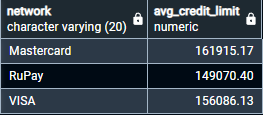 network avg_credit_limit
character varying (20) numeric
Mastercard 161915.17
RuPay 149070.40
VISA 156086.13